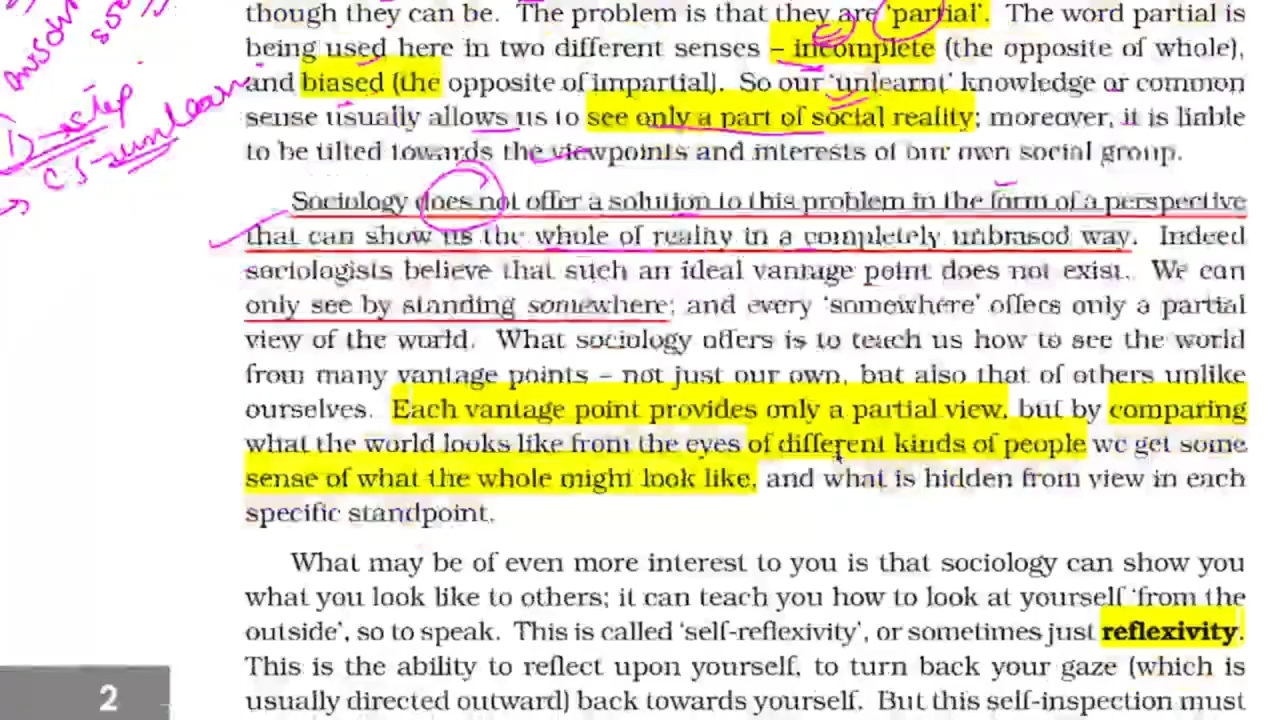 though they can be. The problem is that they are 'partial'. The word partial is
being used here in two different senses – incomplete (the opposite of whole),
and biased (the opposite of impartial). So our 'unlearnt' knowledge or common
sense usually allows us to see only a part of social reality; moreover, it is liable
to be tilted towards the viewpoints and interests of our own social group.
1) step
→ CS unlearn
Sociology does not offer a solution to this problem in the form of a perspective
that can show us the whole of reality in a completely unbiased way. Indeed
sociologists believe that such an ideal vantage point does not exist. We can
only see by standing somewhere; and every 'somewhere' offers only a partial
view of the world. What sociology offers is to teach us how to see the world
from many vantage points – not just our own, but also that of others unlike
ourselves. Each vantage point provides only a partial view, but by comparing
what the world looks like from the eyes of different kinds of people we get some
sense of what the whole might look like, and what is hidden from view in each
specific standpoint.
What may be of even more interest to you is that sociology can show you
what you look like to others; it can teach you how to look at yourself 'from the
outside', so to speak. This is called 'self-reflexivity', or sometimes just reflexivity.
This is the ability to reflect upon yourself, to turn back your gaze (which is
usually directed outward) back towards yourself. But this self-inspection must
2